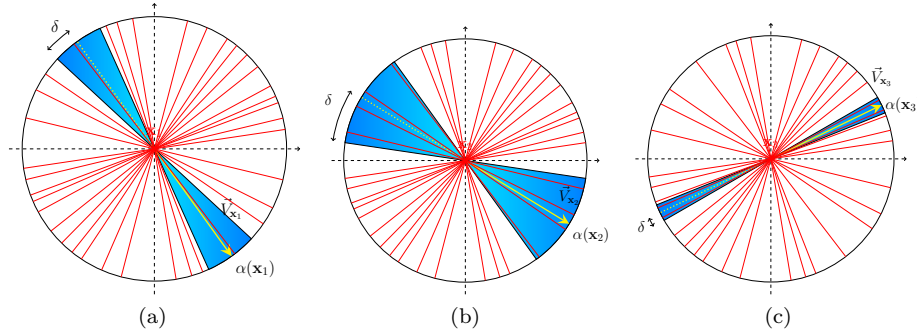 δ
V⃗x₁
α(x₁)
(a)
δ
V⃗x₂
α(x₂)
(b)
V⃗x₃
α(x₃
δ
(c)